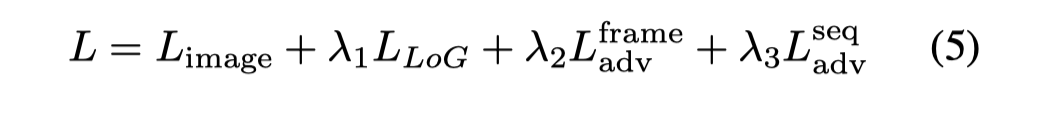 L = L_image + λ_1 L_LoG + λ_2 L_adv^frame + λ_3 L_adv^seq (5)